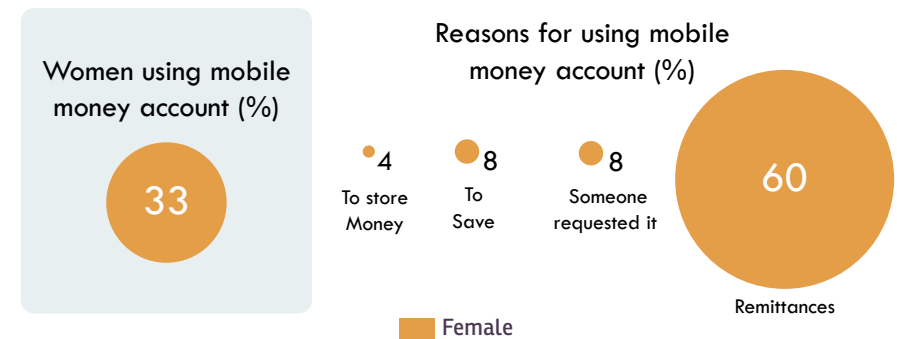 Women using mobile
money account (%)
33
Reasons for using mobile
money account (%)
4
To store
Money
8
To
Save
8
Someone
requested it
60
Remittances
Female